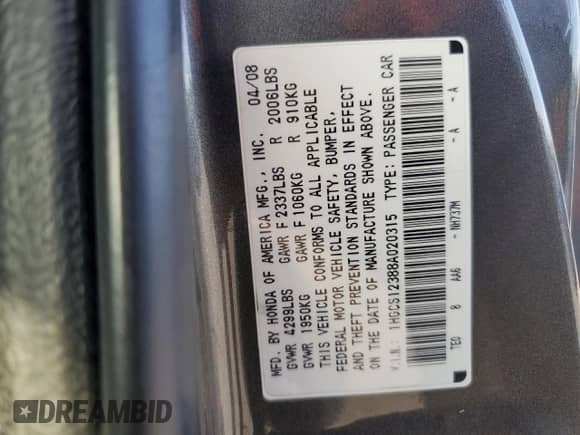 MFD. BY HONDA OF AMERICA MFG., INC. 04/08
GVWR 4299LBS GAWR F 2337LBS R 2006LBS
GVWR 1950KG GAWR F 1060KG R 910KG
THIS VEHICLE CONFORMS TO ALL APPLICABLE
FEDERAL MOTOR VEHICLE SAFETY, BUMPER,
AND THEFT PREVENTION STANDARDS IN EFFECT
ON THE DATE OF MANUFACTURE SHOWN ABOVE.
V.I.N.: 1HGCS12388A020315 TYPE: PASSENGER CAR
TE0 8 AA6 - NH737M - A - A
DREAMBID